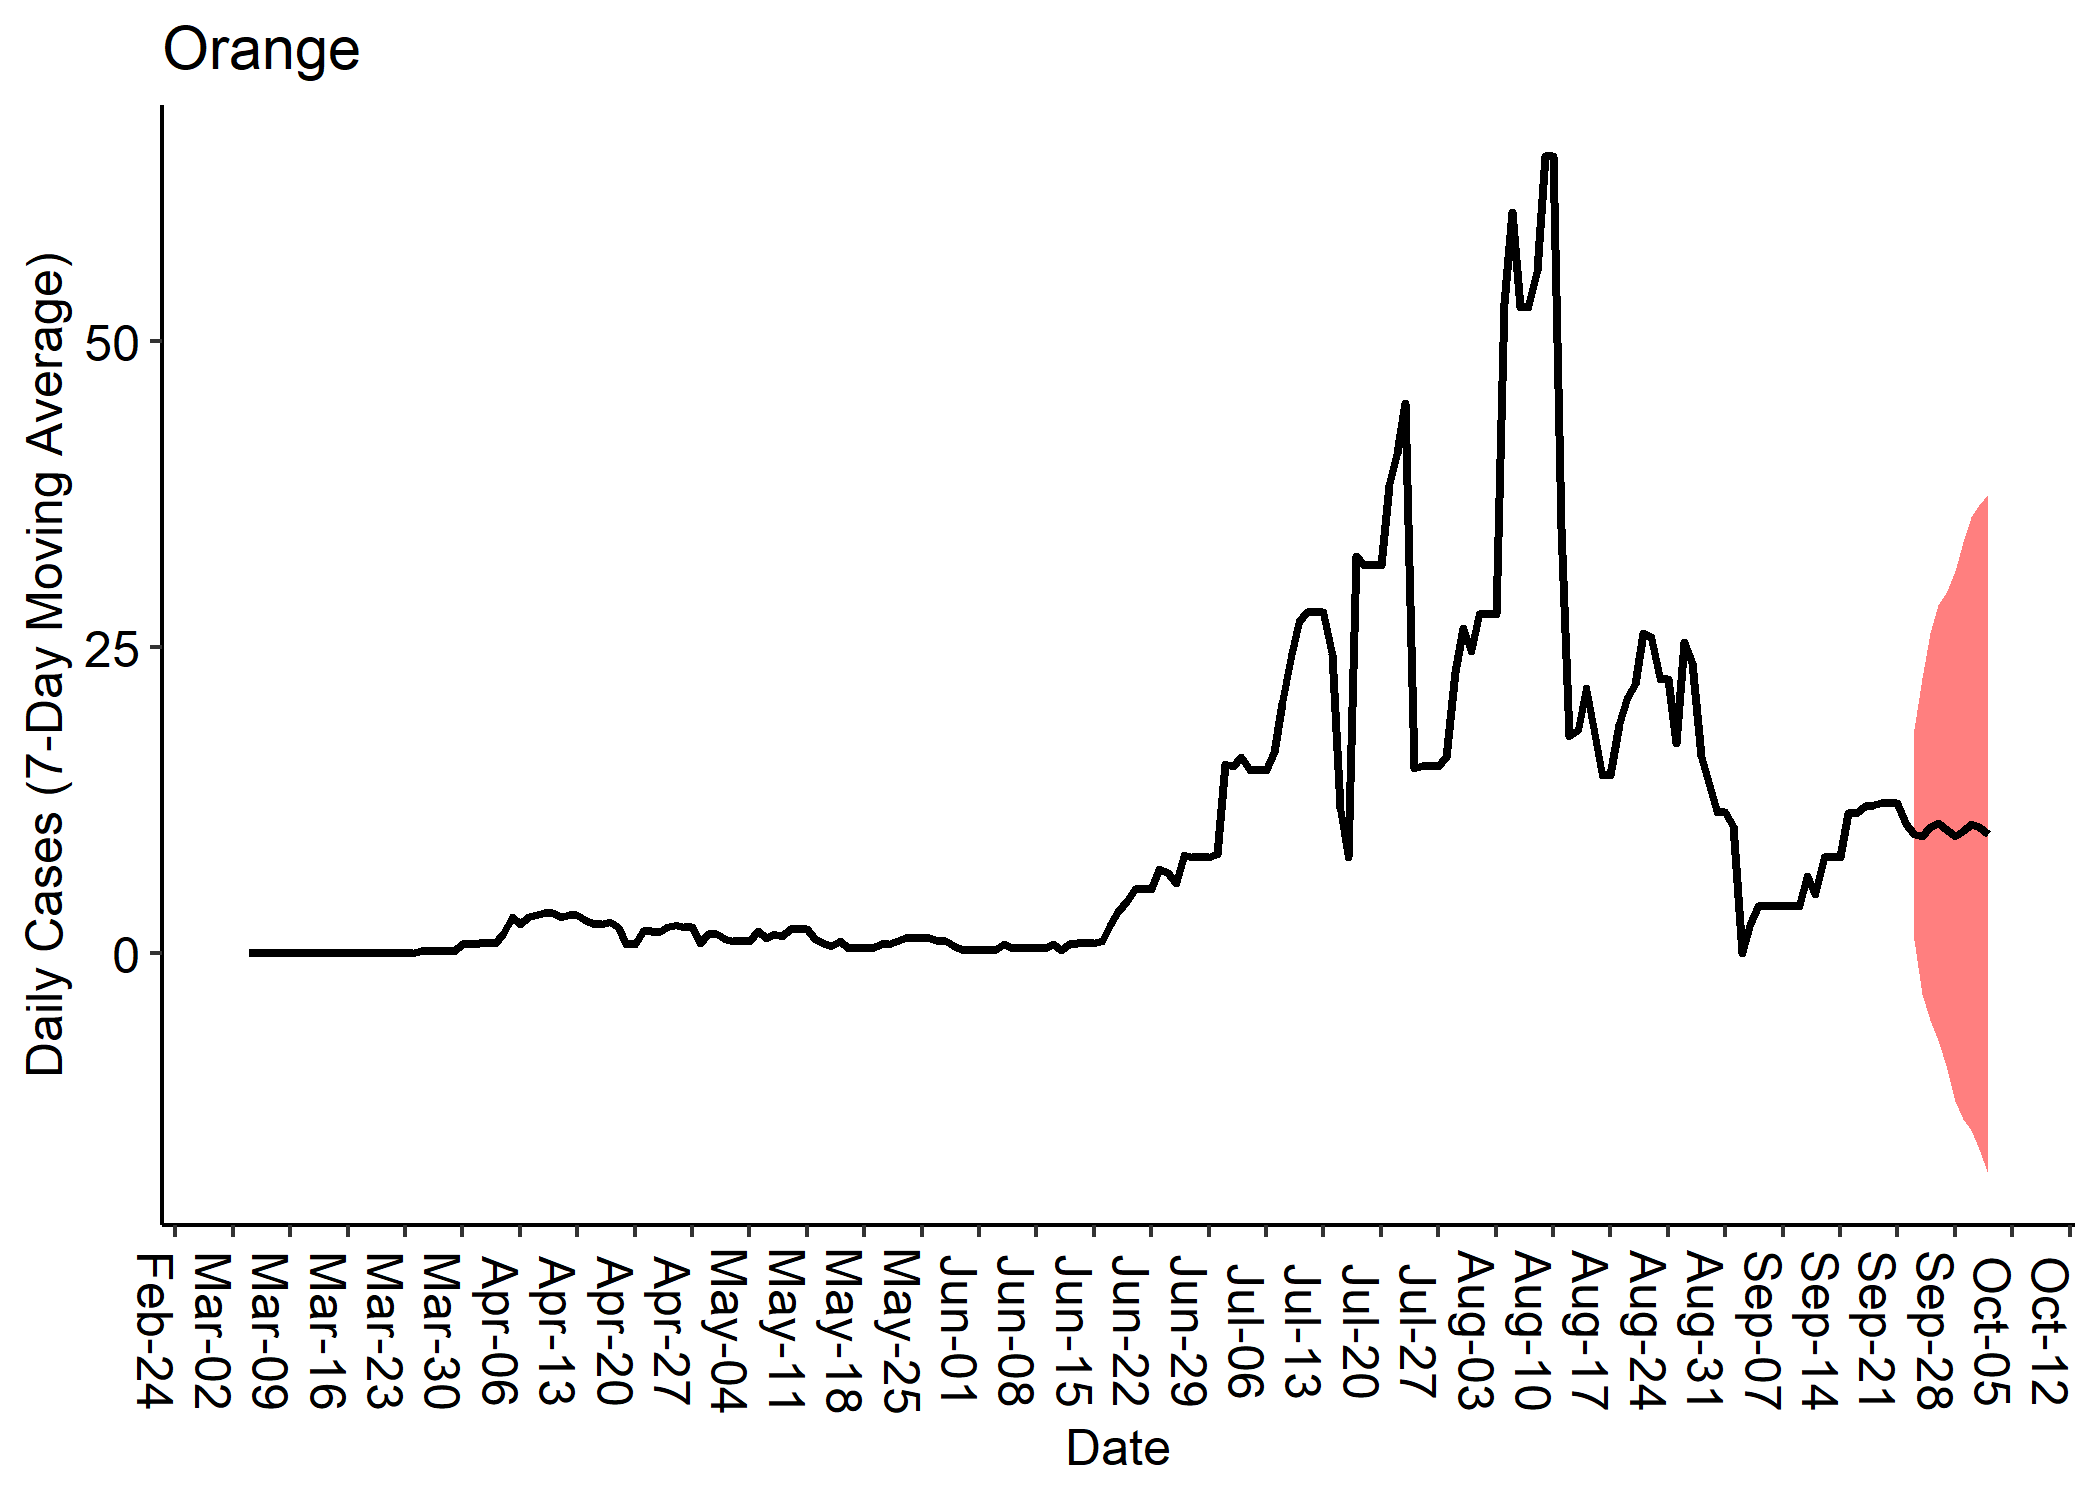 Orange
Daily Cases (7-Day Moving Average)
50
25
0
Feb-24
Mar-02
Mar-09
Mar-16
Mar-23
Mar-30
Apr-06
Apr-13
Apr-20
Apr-27
May-04
May-11
May-18
May-25
Jun-01
Jun-08
Jun-15
Jun-22
Jun-29
Jul-06
Jul-13
Jul-20
Jul-27
Aug-03
Aug-10
Aug-17
Aug-24
Aug-31
Sep-07
Sep-14
Sep-21
Sep-28
Oct-05
Oct-12
Date